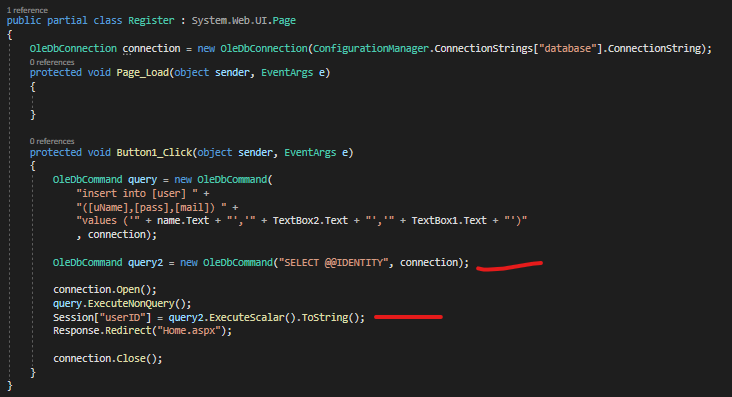 1 reference
public partial class Register : System.Web.UI.Page
{
OleDbConnection connection = new OleDbConnection(ConfigurationManager.ConnectionStrings["database"].ConnectionString);
0 references
protected void Page_Load(object sender, EventArgs e)
{
}
0 references
protected void Button1_Click(object sender, EventArgs e)
{
OleDbCommand query = new OleDbCommand(
"insert into [user] " +
"([uName],[pass],[mail]) " +
"values ('" + name.Text + "','" + TextBox2.Text + "','" + TextBox1.Text + "')"
, connection);
OleDbCommand query2 = new OleDbCommand("SELECT @@IDENTITY", connection);
connection.Open();
query.ExecuteNonQuery();
Session["userID"] = query2.ExecuteScalar().ToString();
Response.Redirect("Home.aspx");
connection.Close();
}
}